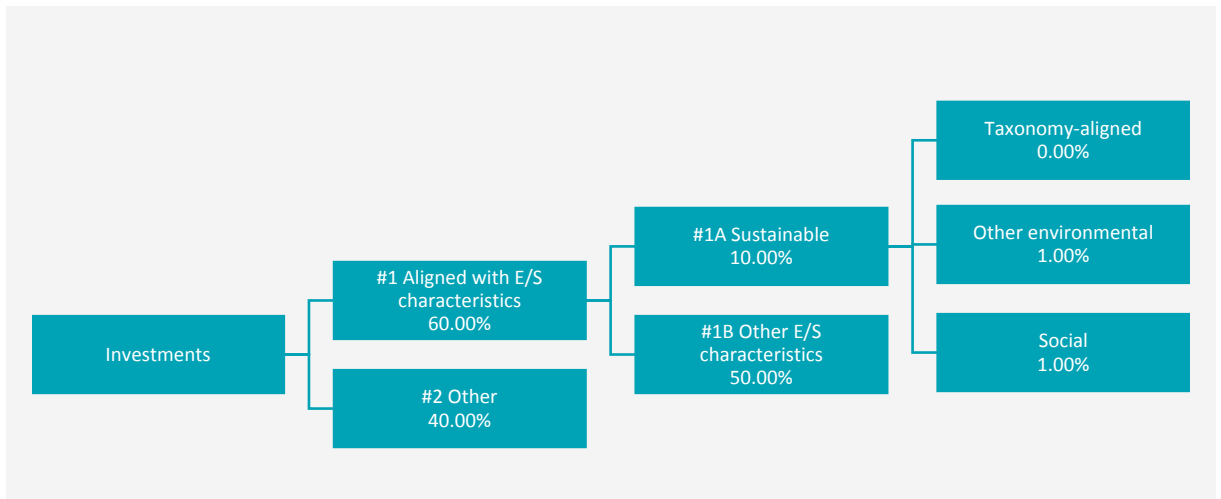 Investments
#1 Aligned with E/S
characteristics
60.00%
#2 Other
40.00%
#1A Sustainable
10.00%
#1B Other E/S
characteristics
50.00%
Taxonomy-aligned
0.00%
Other environmental
1.00%
Social
1.00%